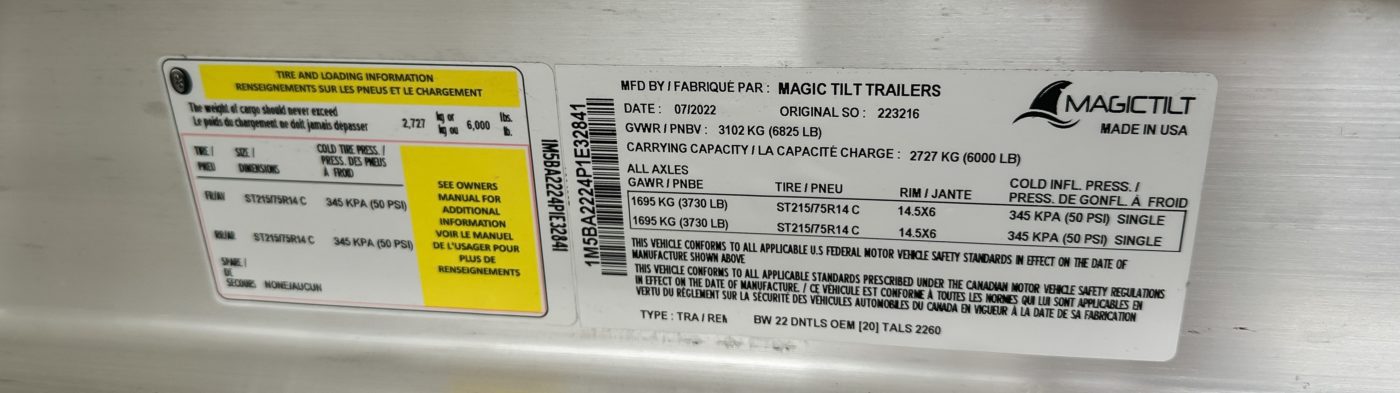 TIRE AND LOADING INFORMATION
RENSEIGNEMENTS SUR LES PNEUS ET LE CHARGEMENT
The weight of cargo should never exceed
Le poids du chargement ne doit jamais dépasser
2,727 kg or kg ou 6,000 lbs. lb.
TIRE / PNEU SIZE / DIMENSIONS COLD TIRE PRESS. / PRESS. DES PNEUS À FROID
FR/AV ST215/75R14 C 345 KPA (50 PSI)
RR/AR ST215/75R14 C 345 KPA (50 PSI)
SPARE / DE SECOURS NONE/AUCUN
SEE OWNERS
MANUAL FOR
ADDITIONAL
INFORMATION
VOIR LE MANUEL
DE L'USAGER POUR
PLUS DE
RENSEIGNEMENTS
1M5BA2224P1E32841
1M5BA2224P1E32841
MFD BY / FABRIQUÉ PAR : MAGIC TILT TRAILERS
DATE : 07/2022 ORIGINAL SO : 223216
GVWR / PNBV : 3102 KG (6825 LB)
CARRYING CAPACITY / LA CAPACITÉ CHARGE : 2727 KG (6000 LB)
MAGICTILT
MADE IN USA
ALL AXLES
GAWR / PNBE TIRE / PNEU RIM / JANTE COLD INFL. PRESS. / PRESS. DE GONFL. À FROID
1695 KG (3730 LB) ST215/75R14 C 14.5X6 345 KPA (50 PSI) SINGLE
1695 KG (3730 LB) ST215/75R14 C 14.5X6 345 KPA (50 PSI) SINGLE
THIS VEHICLE CONFORMS TO ALL APPLICABLE U.S FEDERAL MOTOR VEHICLE SAFETY STANDARDS IN EFFECT ON THE DATE OF
MANUFACTURE SHOWN ABOVE
THIS VEHICLE CONFORMS TO ALL APPLICABLE STANDARDS PRESCRIBED UNDER THE CANADIAN MOTOR VEHICLE SAFETY REGULATIONS
IN EFFECT ON THE DATE OF MANUFACTURE. / CE VÉHICULE EST CONFORME À TOUTES LES NORMES QUI LUI SONT APPLICABLES EN
VERTU DU RÉGLEMENT SUR LA SÉCURITÉ DES VÉHICULES AUTOMOBILES DU CANADA EN VIGUEUR À LA DATE DE SA FABRICATION
TYPE : TRA / REM BW 22 DNTLS OEM [20] TALS 2260